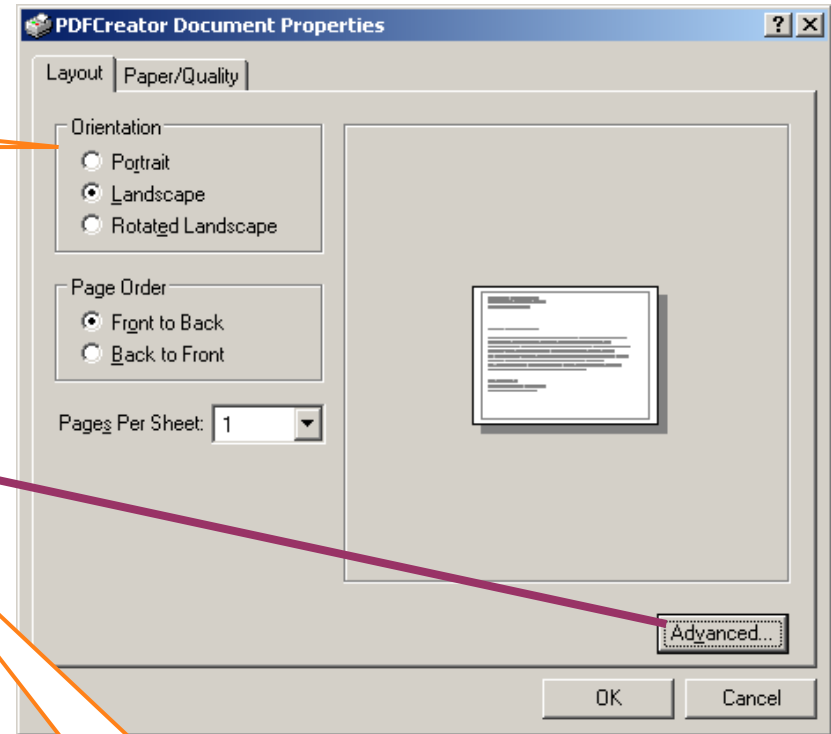 PDFCreator Document Properties
Layout Paper/Quality
Orientation
Portrait
Landscape
Rotated Landscape
Page Order
Front to Back
Back to Front
Pages Per Sheet: 1
Advanced...
OK Cancel